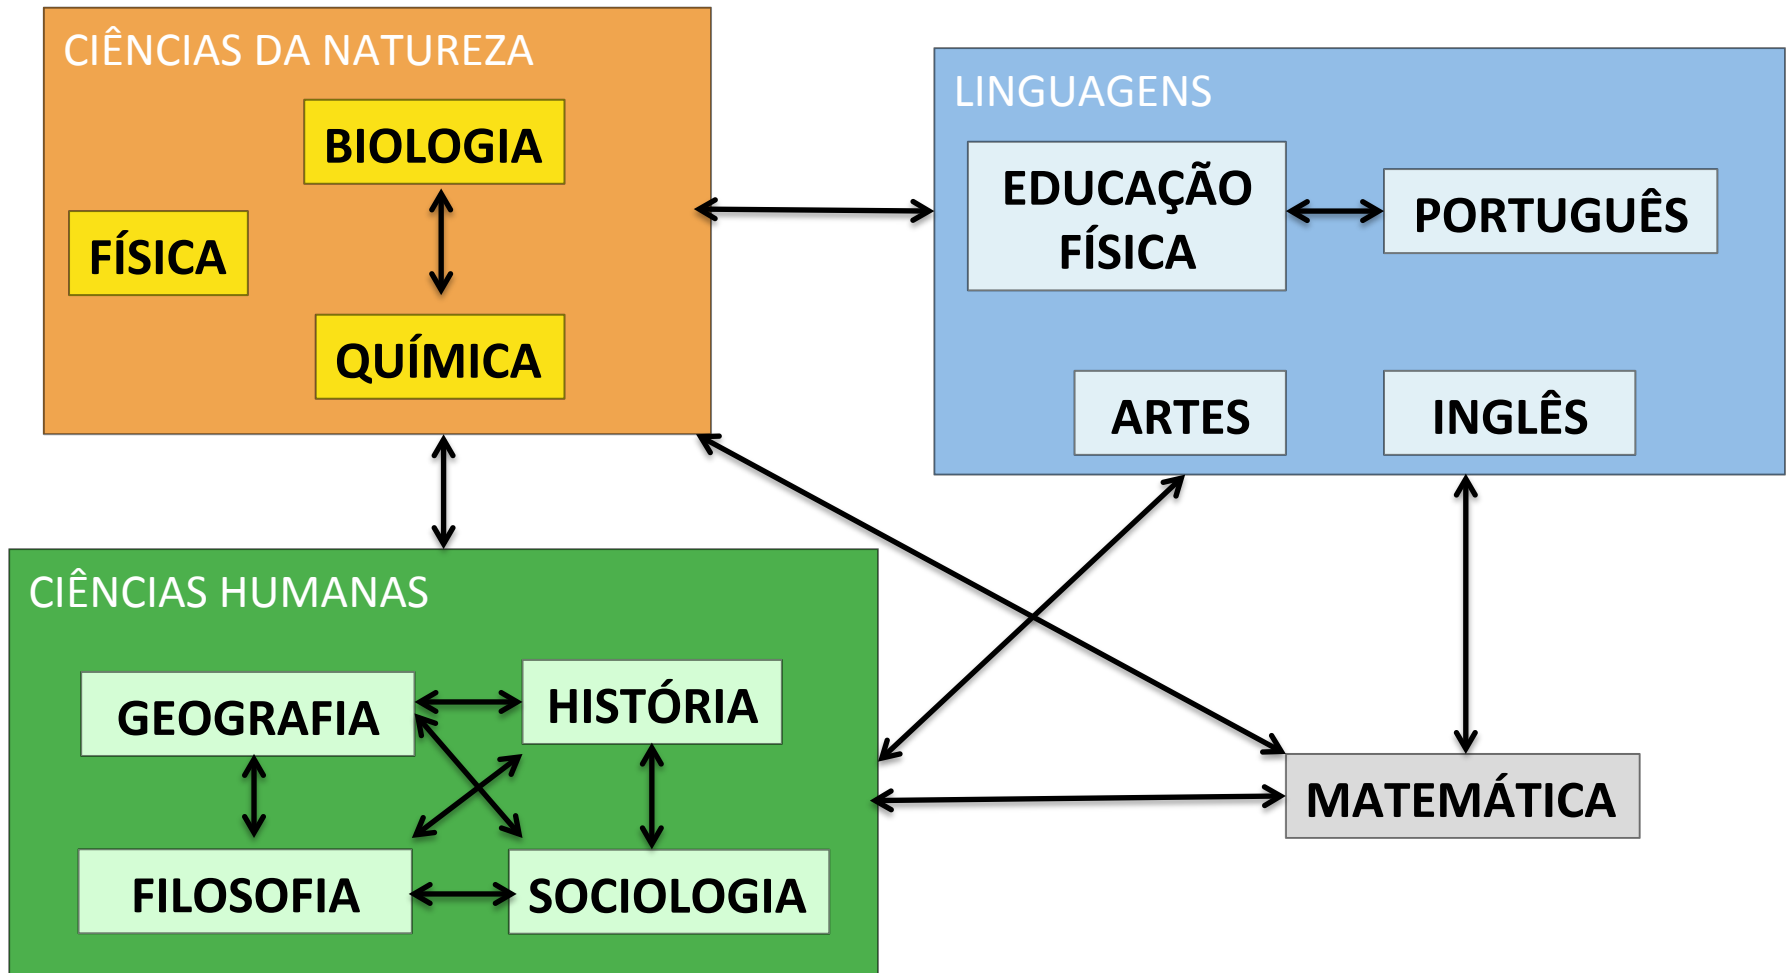 CIÊNCIAS DA NATUREZA
BIOLOGIA
FÍSICA
QUÍMICA
LINGUAGENS
EDUCAÇÃO
FÍSICA
PORTUGUÊS
ARTES
INGLÊS
CIÊNCIAS HUMANAS
GEOGRAFIA
HISTÓRIA
FILOSOFIA
SOCIOLOGIA
MATEMÁTICA